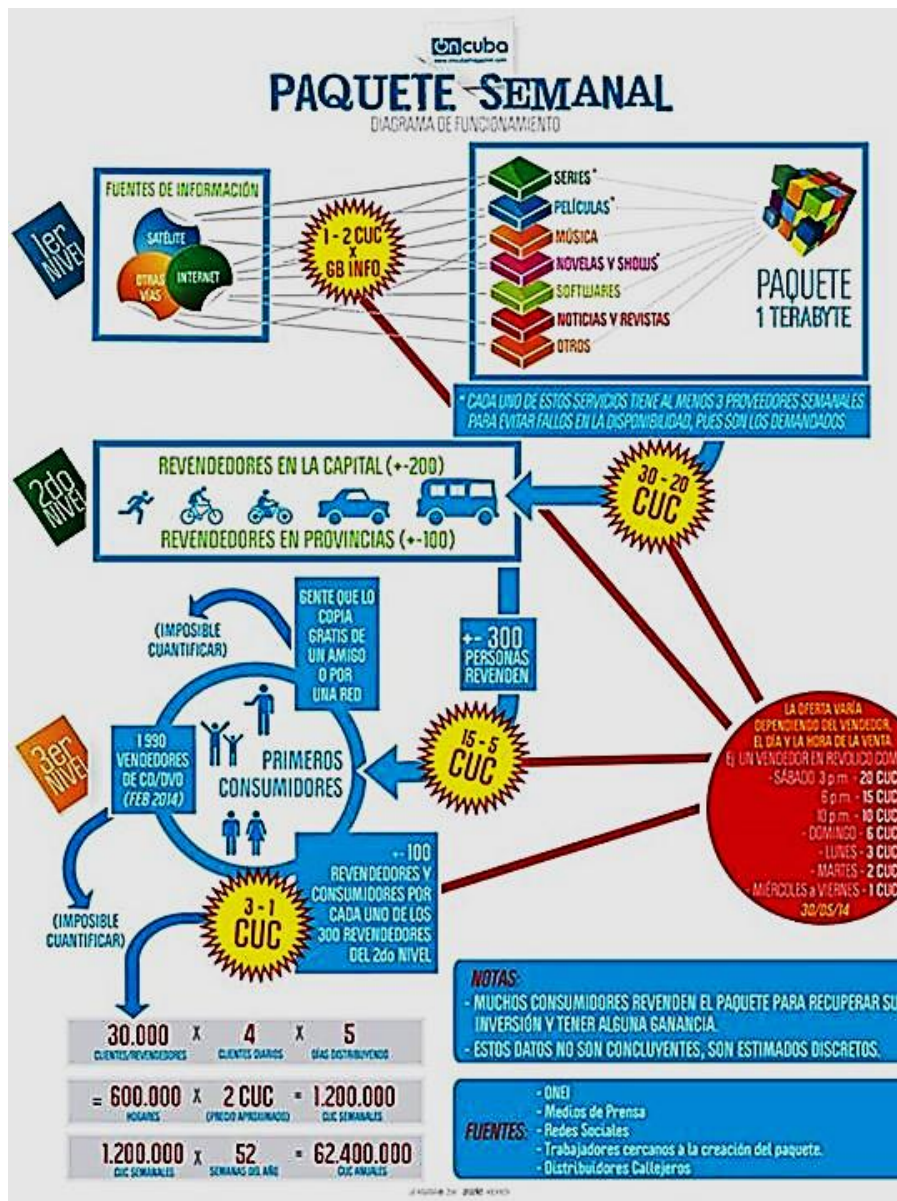 oncuba
www.oncubamagazine.com
PAQUETE SEMANAL
DIAGRAMA DE FUNCIONAMIENTO
1er
NIVEL
FUENTES DE INFORMACIÓN
SATÉLITE
OTRAS
VÍAS
INTERNET
1 - 2 CUC
x
GB INFO
SERIES*
PELÍCULAS*
MÚSICA
NOVELAS Y SHOWS*
SOFTWARES
NOTICIAS Y REVISTAS
OTROS
PAQUETE
1 TERABYTE
* CADA UNO DE ESTOS SERVICIOS TIENE AL MENOS 3 PROVEEDORES SEMANALES
PARA EVITAR FALLOS EN LA DISPONIBILIDAD, PUES SON LOS DEMANDADOS
2do
NIVEL
REVENDEDORES EN LA CAPITAL (+-200)
REVENDEDORES EN PROVINCIAS (+-100)
30 - 20
CUC
+- 300
PERSONAS
REVENDEN
15 - 5
CUC
3er
NIVEL
GENTE QUE LO
COPIA
GRATIS DE
UN AMIGO
O POR
UNA RED
(IMPOSIBLE
CUANTIFICAR)
1 990
VENDEDORES
DE CD/DVD
(FEB 2014)
PRIMEROS
CONSUMIDORES
(IMPOSIBLE
CUANTIFICAR)
+-100
REVENDEDORES Y
CONSUMIDORES POR
CADA UNO DE LOS
300 REVENDEDORES
DEL 2do NIVEL
3 - 1
CUC
LA OFERTA VARÍA
DEPENDIENDO DEL VENDEDOR,
EL DÍA Y LA HORA DE LA VENTA.
Ej: UN VENDEDOR EN REVOLICO COM
- SÁBADO 3 p.m. - 20 CUC
6 p.m. - 15 CUC
10 p.m. - 10 CUC
- DOMINGO - 6 CUC
- LUNES - 3 CUC
- MARTES - 2 CUC
- MIÉRCOLES a VIERNES - 1 CUC
30/05/14
30.000 x 4 x 5
CLIENTES/REVENDEDORES CLIENTES DIARIOS DÍAS DISTRIBUYENDO
= 600.000 x 2 CUC = 1.200.000
HOGARES (PRECIO APROXIMADO) CUC SEMANALES
1.200.000 x 52 = 62.400.000
CUC SEMANALES SEMANAS DEL AÑO CUC ANUALES
NOTAS:
- MUCHOS CONSUMIDORES REVENDEN EL PAQUETE PARA RECUPERAR SU
INVERSIÓN Y TENER ALGUNA GANANCIA.
- ESTOS DATOS NO SON CONCLUYENTES, SON ESTIMADOS DISCRETOS.
FUENTES:
- ONEI
- Medios de Prensa
- Redes Sociales
- Trabajadores cercanos a la creación del paquete.
- Distribuidores Callejeros